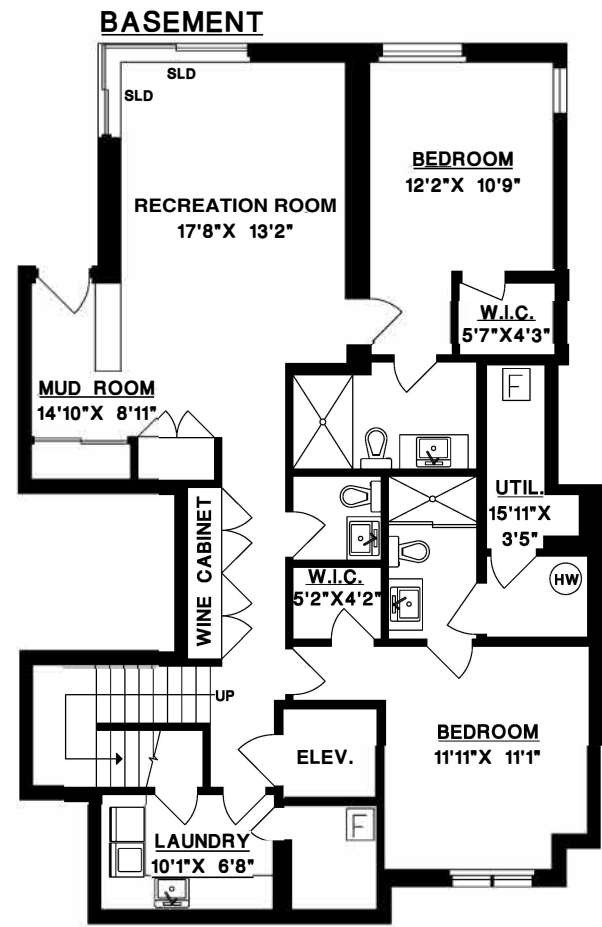 BASEMENT
SLD
SLD
BEDROOM
12'2"X 10'9"
RECREATION ROOM
17'8"X 13'2"
W.I.C.
5'7"X4'3"
MUD ROOM
14'10"X 8'11"
F
UTIL.
15'11"X
3'5"
WINE CABINET
W.I.C.
5'2"X4'2"
HW
UP
BEDROOM
11'11"X 11'1"
ELEV.
F
LAUNDRY
10'1"X 6'8"